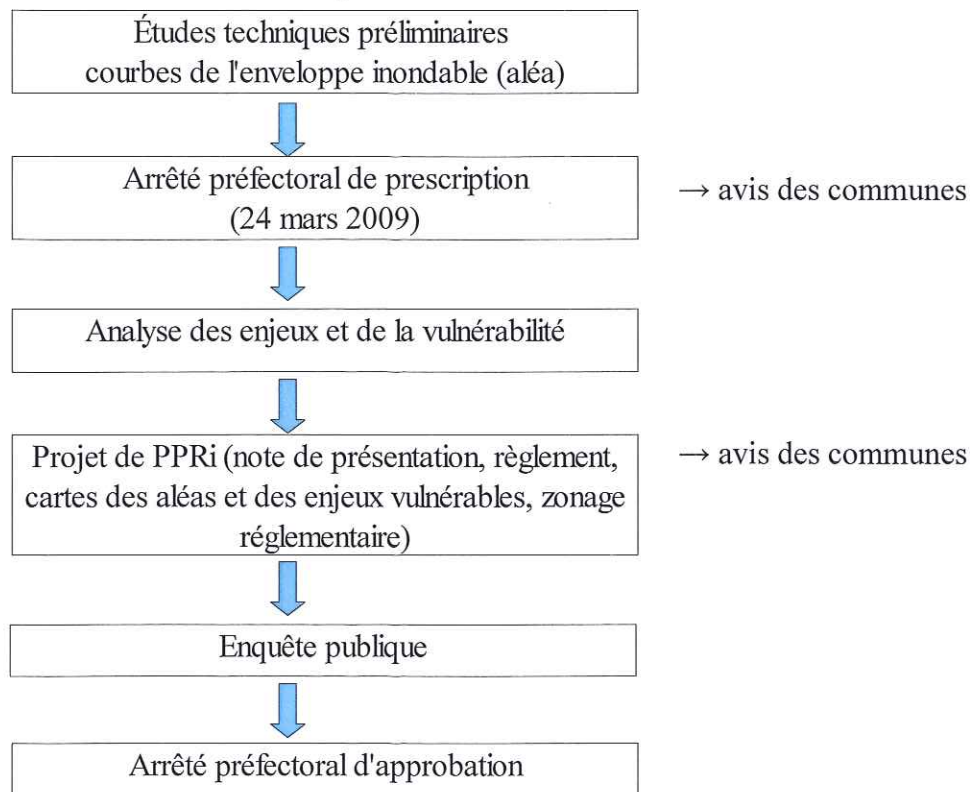 Études techniques préliminaires
courbes de l'enveloppe inondable (aléa)
Arrêté préfectoral de prescription
(24 mars 2009)
→ avis des communes
Analyse des enjeux et de la vulnérabilité
Projet de PPRi (note de présentation, règlement,
cartes des aléas et des enjeux vulnérables, zonage
réglementaire)
→ avis des communes
Enquête publique
Arrêté préfectoral d'approbation